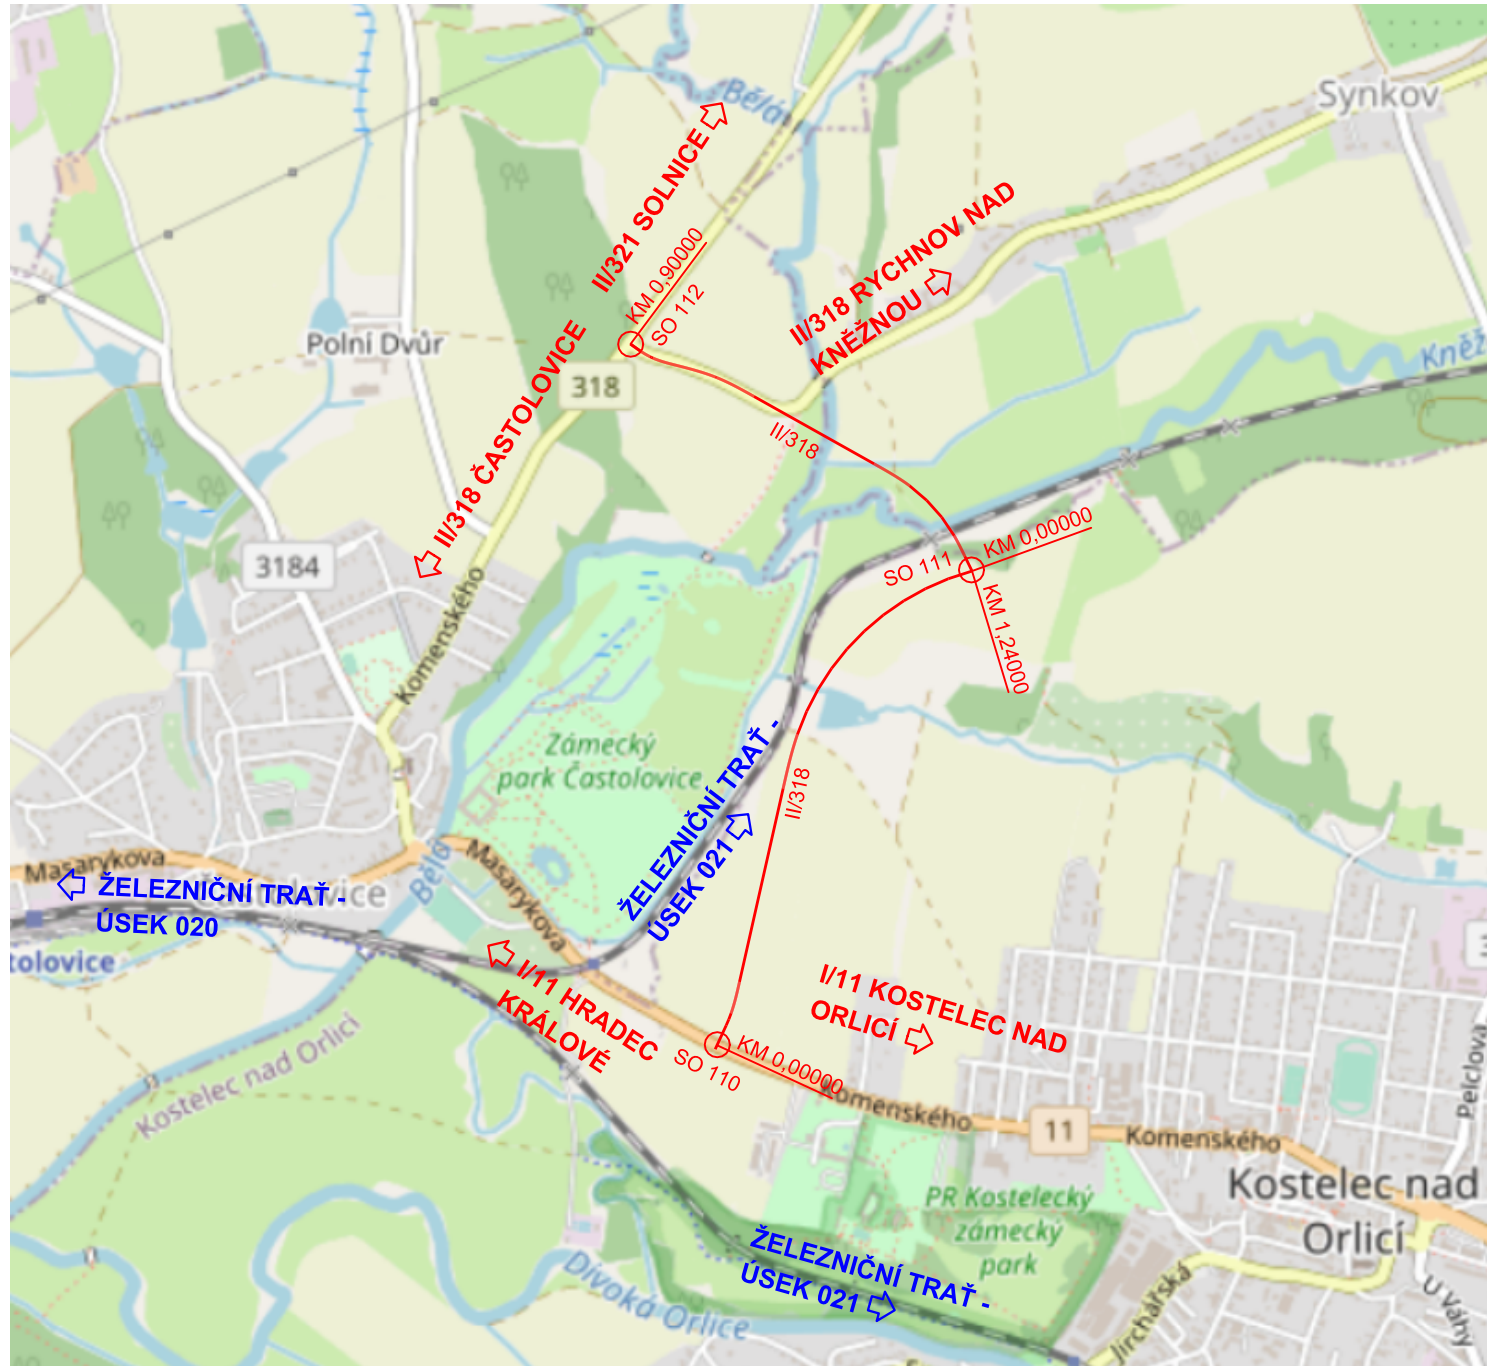 Bělá
Synkov
II/321 SOLNICE
KM 0,90000
SO 112
II/318 RYCHNOV NAD
KNĚŽNOU
Polní Dvůr
318
Kněž
II/318 ČASTOLOVICE
II/318
3184
KM 0,00000
SO 111
KM 1,24000
Komenského
Zámecký
park Častolovice
ŽELEZNIČNÍ TRAŤ -
ÚSEK 021
II/318
Masarykova
Masarykova
Bělá
ŽELEZNIČNÍ TRAŤ -
ÚSEK 020
olovice
tolovice
3
I/11 HRADEC
KRÁLOVÉ
I/11 KOSTELEC NAD
ORLICÍ
KM 0,00000
SO 110
Kostelec nad Orlicí
Pelclova
omenského
11
Komenského
Kostelec nad
Orlicí
PR Kostelecký
zámecký
park
ŽELEZNIČNÍ TRAŤ -
ÚSEK 021
Divoká Orlice
Jirchářská
U Váhy